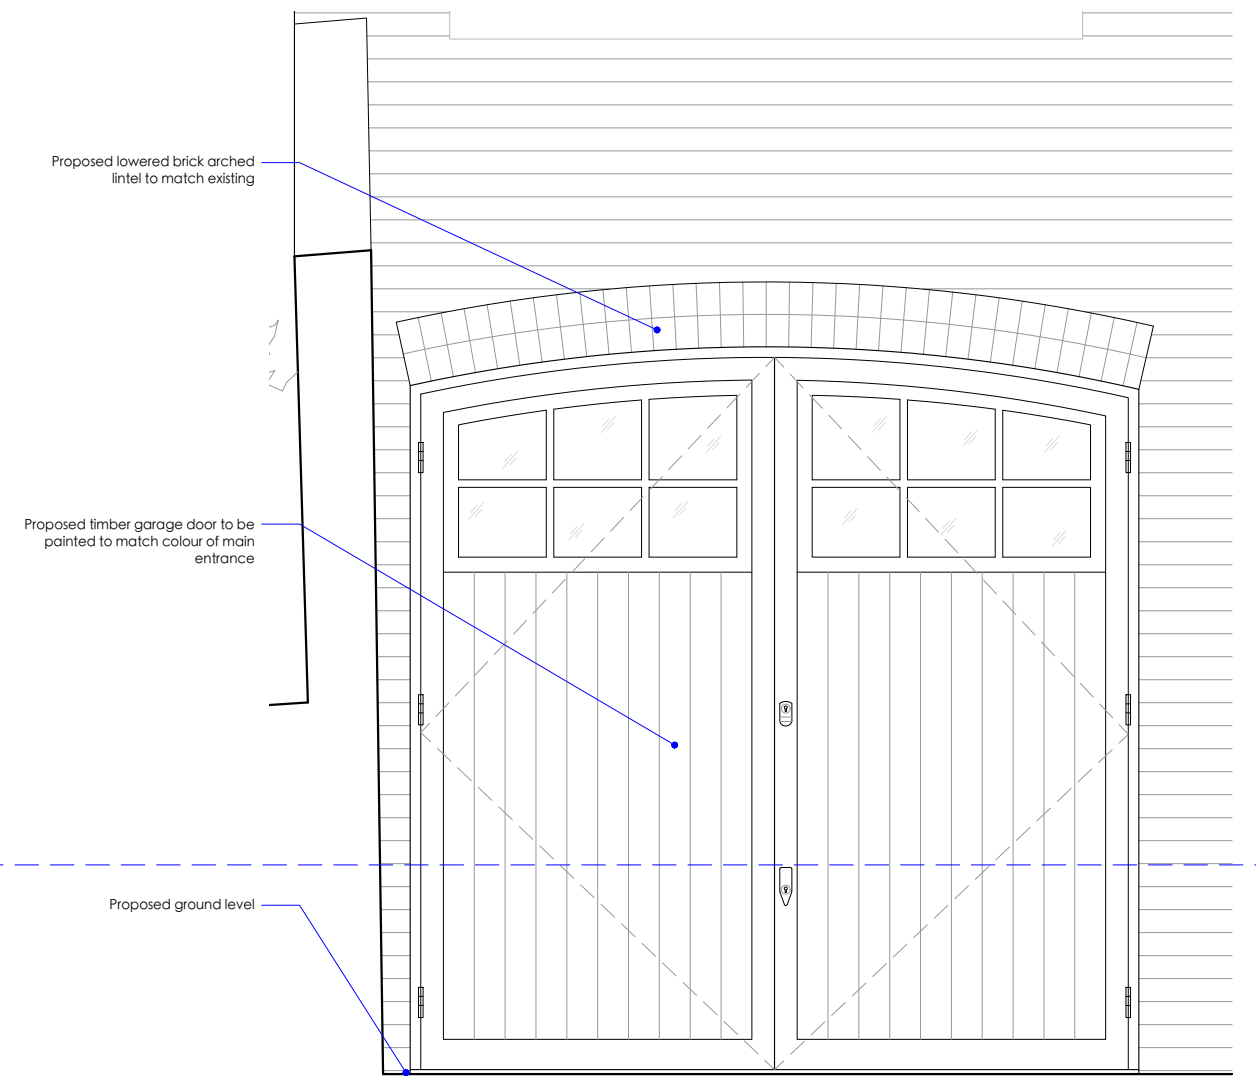 Proposed lowered brick arched
lintel to match existing
Proposed timber garage door to be
painted to match colour of main
entrance
Proposed ground level